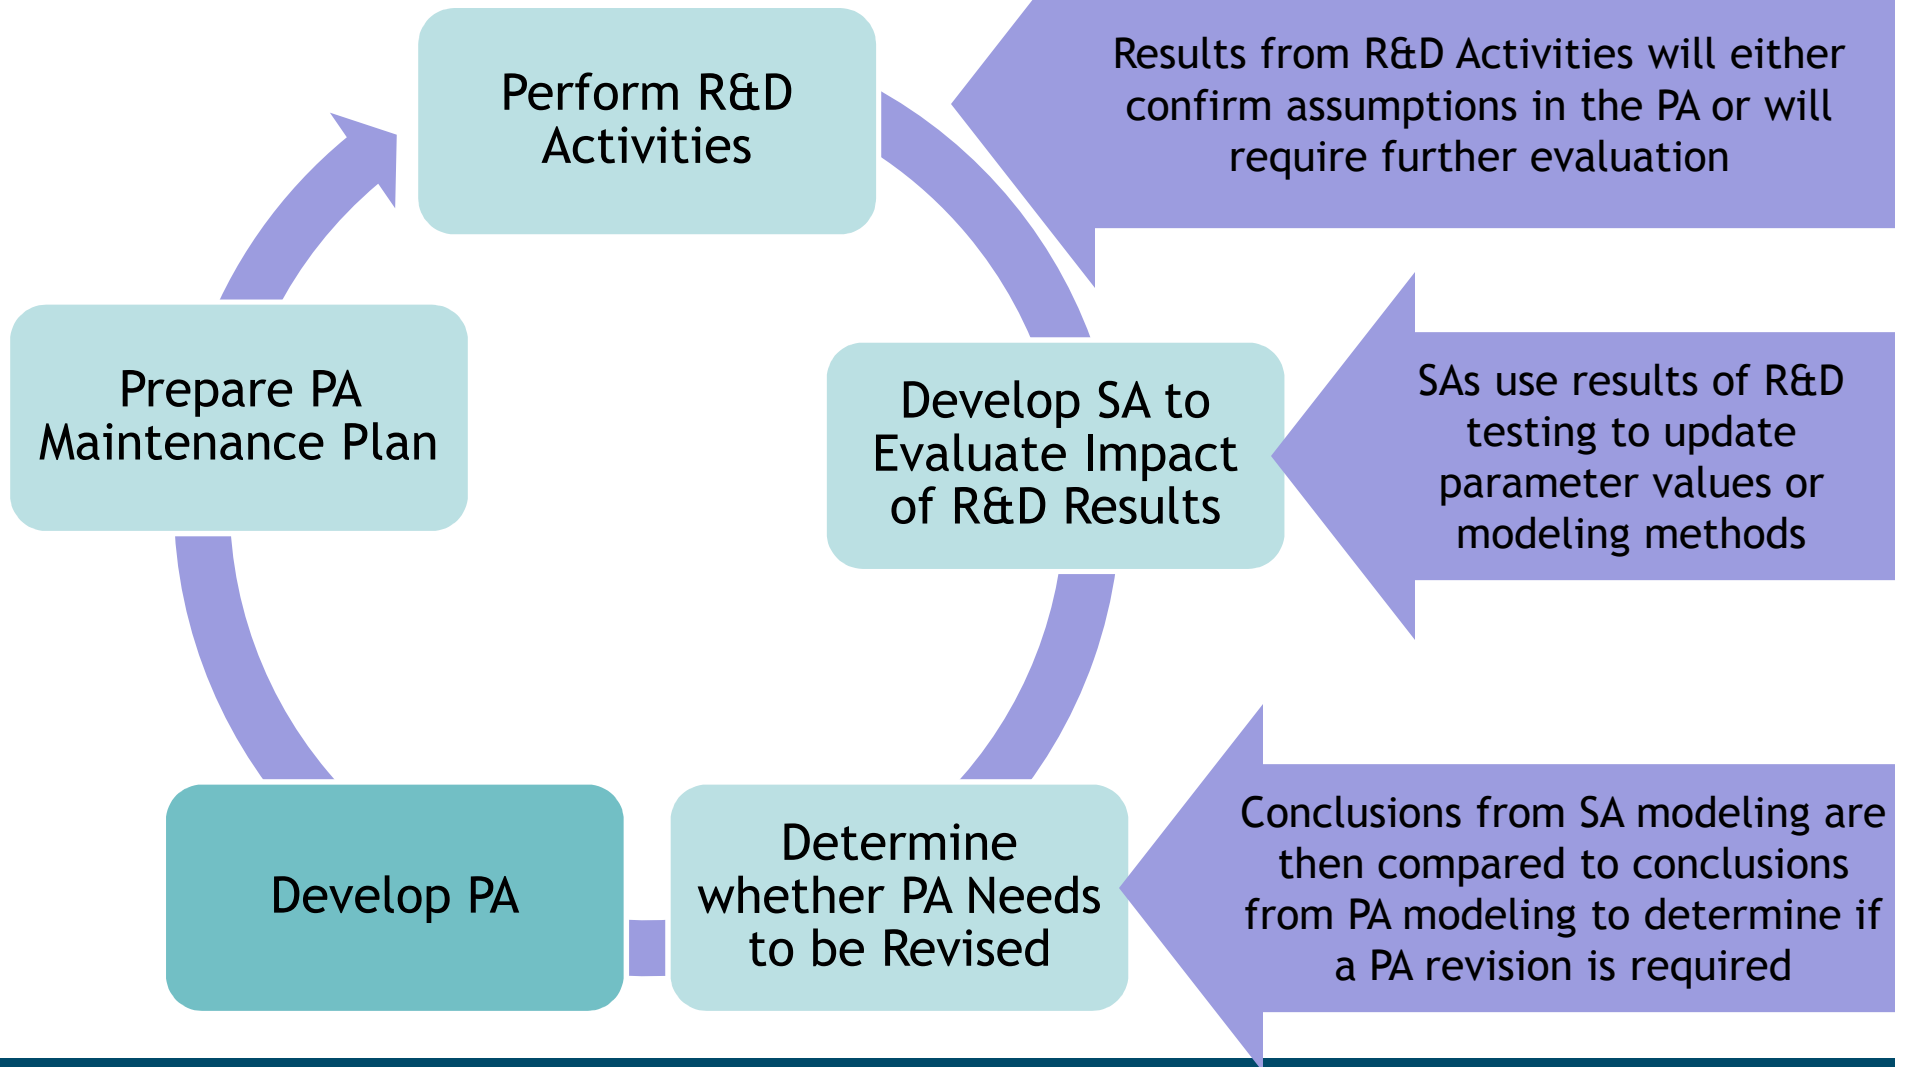 Perform R&D
Activities
Results from R&D Activities will either
confirm assumptions in the PA or will
require further evaluation
Prepare PA
Maintenance Plan
Develop SA to
Evaluate Impact
of R&D Results
SAs use results of R&D
testing to update
parameter values or
modeling methods
Develop PA
Determine
whether PA Needs
to be Revised
Conclusions from SA modeling are
then compared to conclusions
from PA modeling to determine if
a PA revision is required